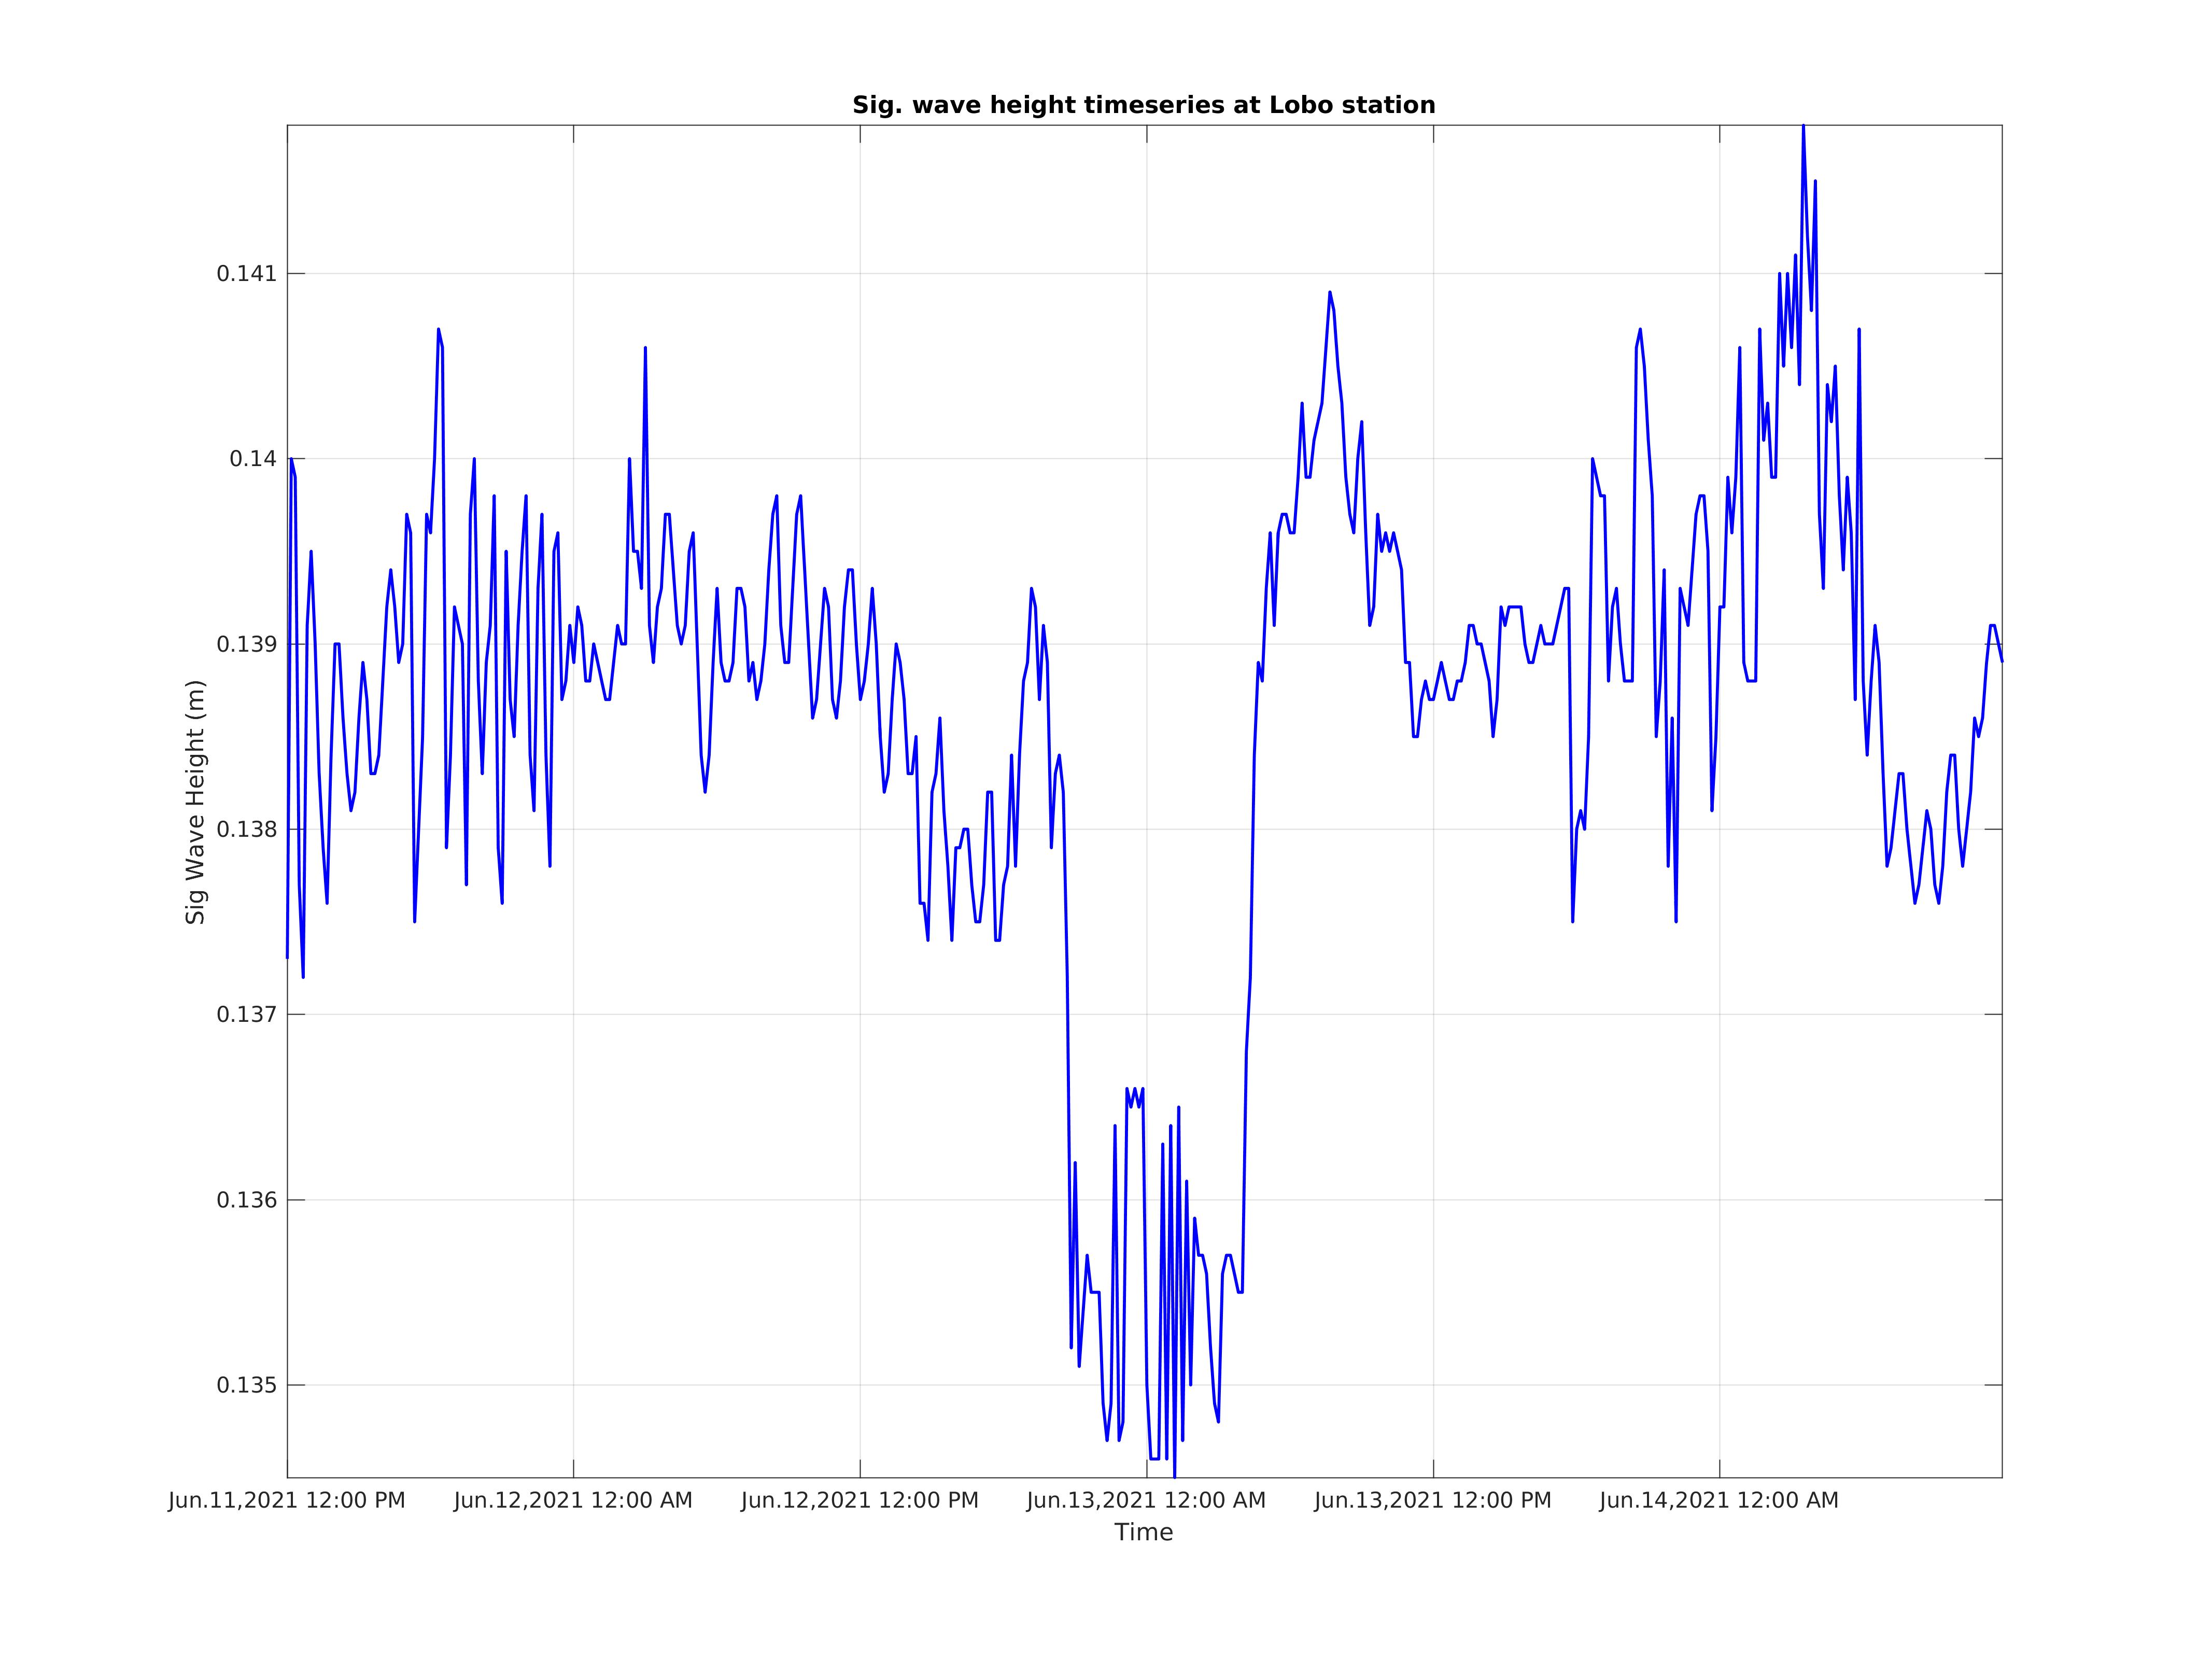 Sig. wave height timeseries at Lobo station
0.141
0.14
0.139
0.138
0.137
0.136
0.135
Sig Wave Height (m)
Jun.11,2021 12:00 PM
Jun.12,2021 12:00 AM
Jun.12,2021 12:00 PM
Jun.13,2021 12:00 AM
Jun.13,2021 12:00 PM
Jun.14,2021 12:00 AM
Time